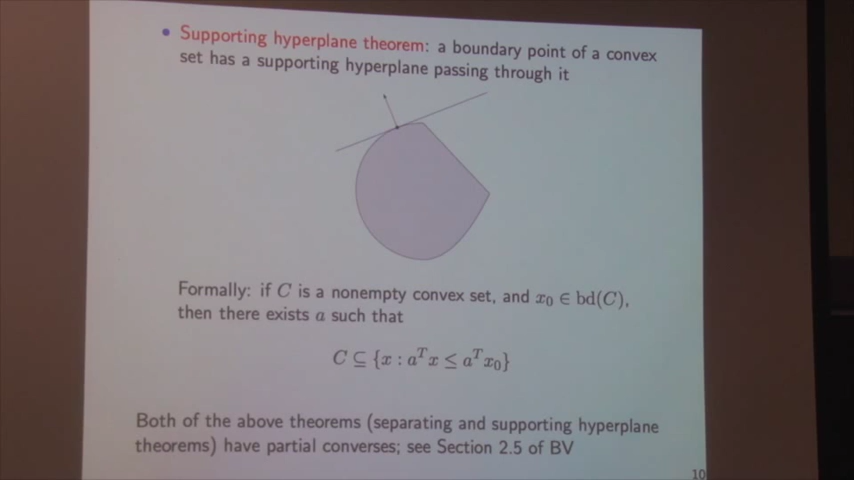 • Supporting hyperplane theorem: a boundary point of a convex
set has a supporting hyperplane passing through it
Formally: if C is a nonempty convex set, and x₀ ∈ bd(C),
then there exists a such that
C ⊆ {x : aᵀx ≤ aᵀx₀}
Both of the above theorems (separating and supporting hyperplane
theorems) have partial converses; see Section 2.5 of BV
10